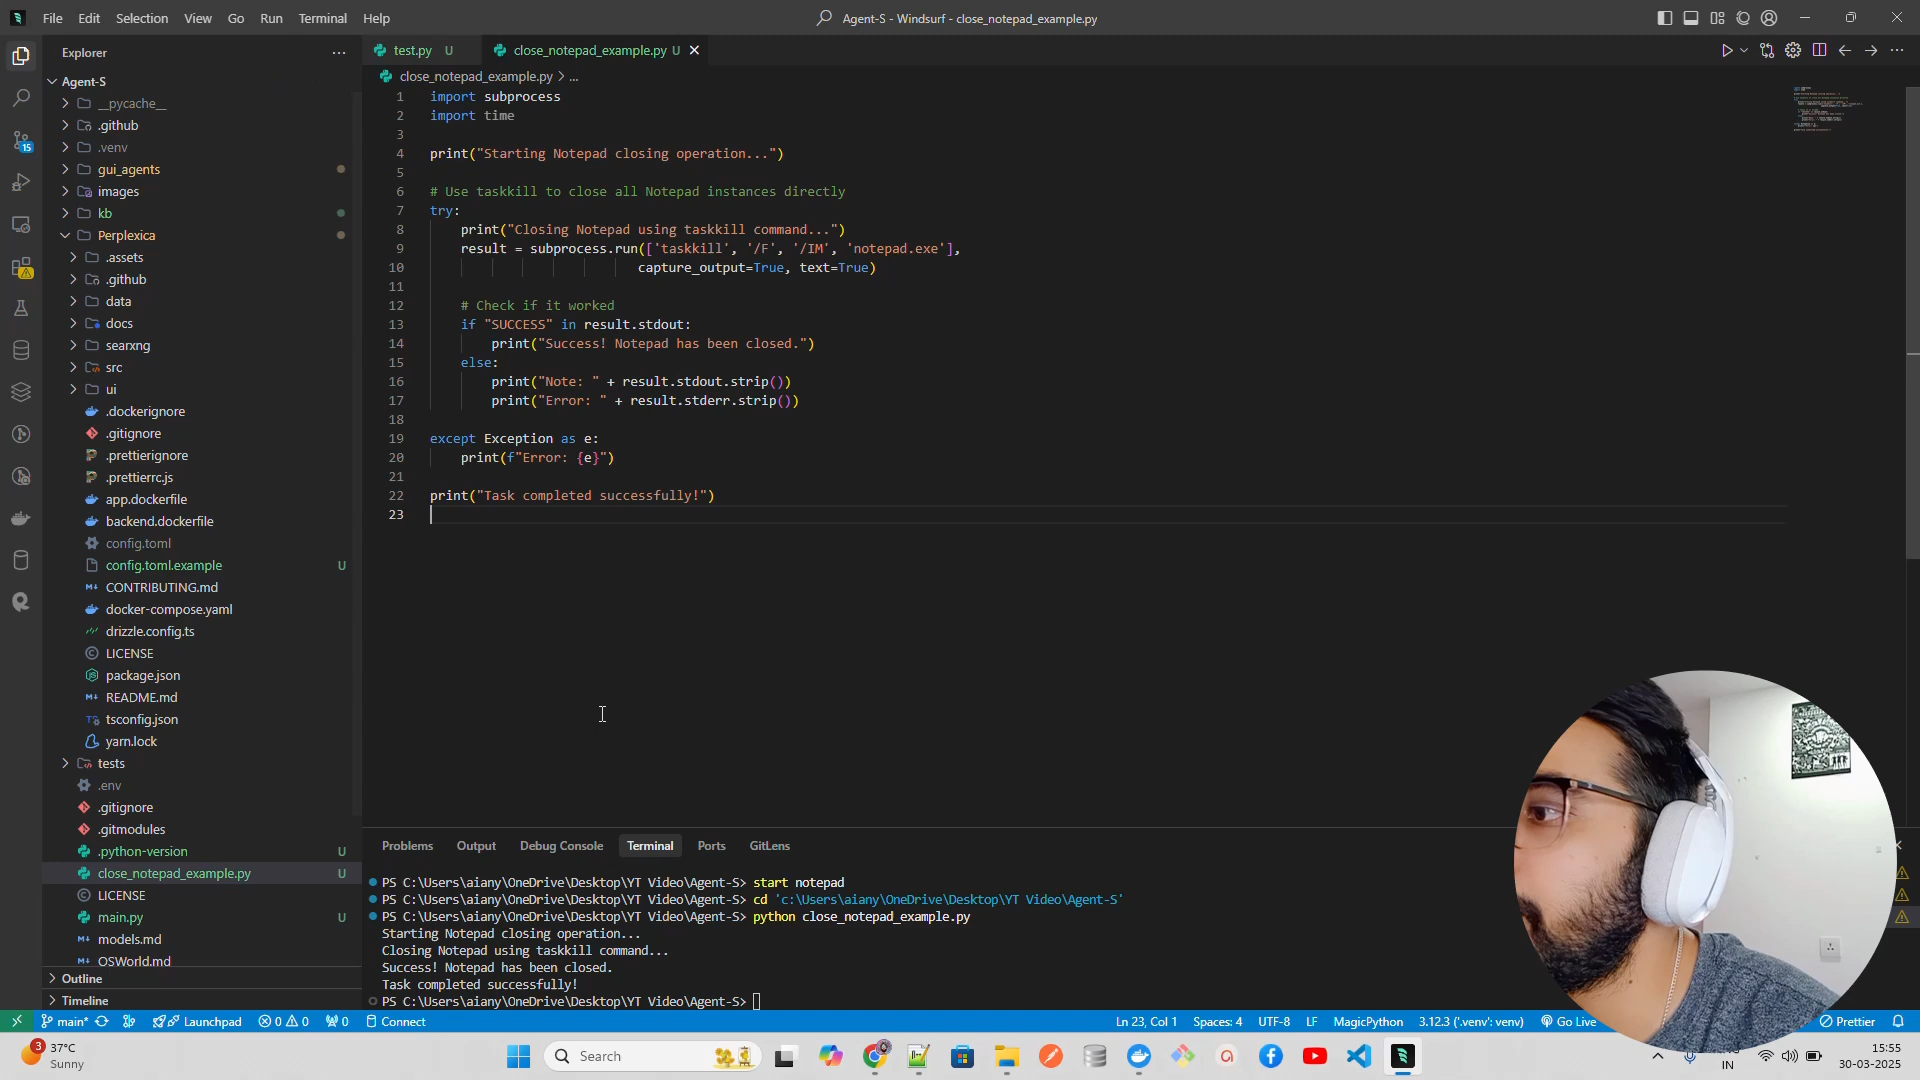 File Edit Selection View Go Run Terminal Help
Agent-S - Windsurf - close_notepad_example.py
Explorer
test.py U
close_notepad_example.py U
close_notepad_example.py > ...
Agent-S
__pycache__
.github
.venv
gui_agents
images
kb
Perplexica
.assets
.github
data
docs
searxng
src
ui
.dockerignore
.gitignore
.prettierignore
.prettierrc.js
app.dockerfile
backend.dockerfile
config.toml
config.toml.example U
CONTRIBUTING.md
docker-compose.yaml
drizzle.config.ts
LICENSE
package.json
README.md
tsconfig.json
yarn.lock
tests
.env
.gitignore
.gitmodules
.python-version U
close_notepad_example.py U
LICENSE
main.py U
models.md
OSWorld.md
Outline
Timeline
15
1 import subprocess
2 import time
3
4 print("Starting Notepad closing operation...")
5
6 # Use taskkill to close all Notepad instances directly
7 try:
8 print("Closing Notepad using taskkill command...")
9 result = subprocess.run(['taskkill', '/F', '/IM', 'notepad.exe'],
10 capture_output=True, text=True)
11
12 # Check if it worked
13 if "SUCCESS" in result.stdout:
14 print("Success! Notepad has been closed.")
15 else:
16 print("Note: " + result.stdout.strip())
17 print("Error: " + result.stderr.strip())
18
19 except Exception as e:
20 print(f"Error: {e}")
21
22 print("Task completed successfully!")
23
Problems Output Debug Console Terminal Ports GitLens
PS C:\Users\aiany\OneDrive\Desktop\YT Video\Agent-S> start notepad
PS C:\Users\aiany\OneDrive\Desktop\YT Video\Agent-S> cd 'c:\Users\aiany\OneDrive\Desktop\YT Video\Agent-S'
PS C:\Users\aiany\OneDrive\Desktop\YT Video\Agent-S> python close_notepad_example.py
Starting Notepad closing operation...
Closing Notepad using taskkill command...
Success! Notepad has been closed.
Task completed successfully!
PS C:\Users\aiany\OneDrive\Desktop\YT Video\Agent-S>
main* Launchpad 0 0 0 Connect Ln 23, Col 1 Spaces: 4 UTF-8 LF MagicPython 3.12.3 ('.venv': venv) Go Live Prettier
3 37°C
Sunny
Search
IN
15:55
30-03-2025